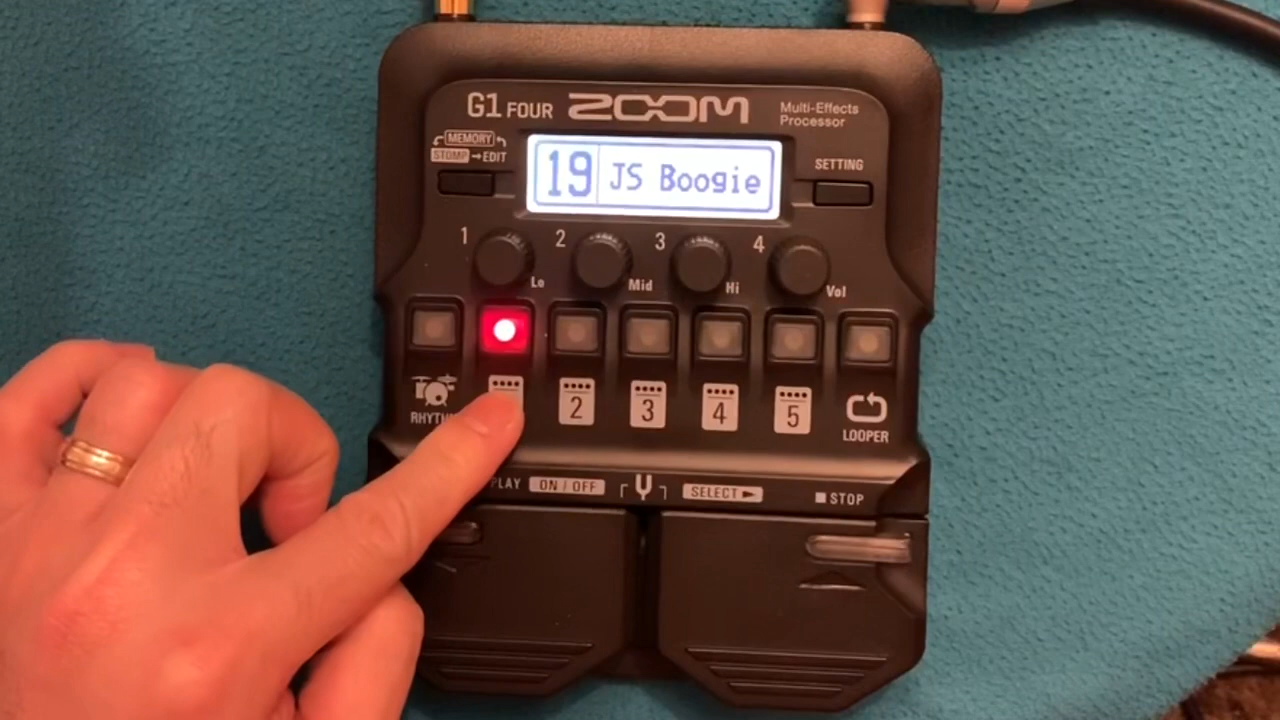 G1 FOUR ZOOM Multi-Effects
Processor
MEMORY
STOMP → EDIT
19 JS Boogie
SETTING
1 2 3 4
Lo Mid Hi Vol
2 3 4 5
LOOPER
PLAY ON / OFF SELECT ► ■ STOP